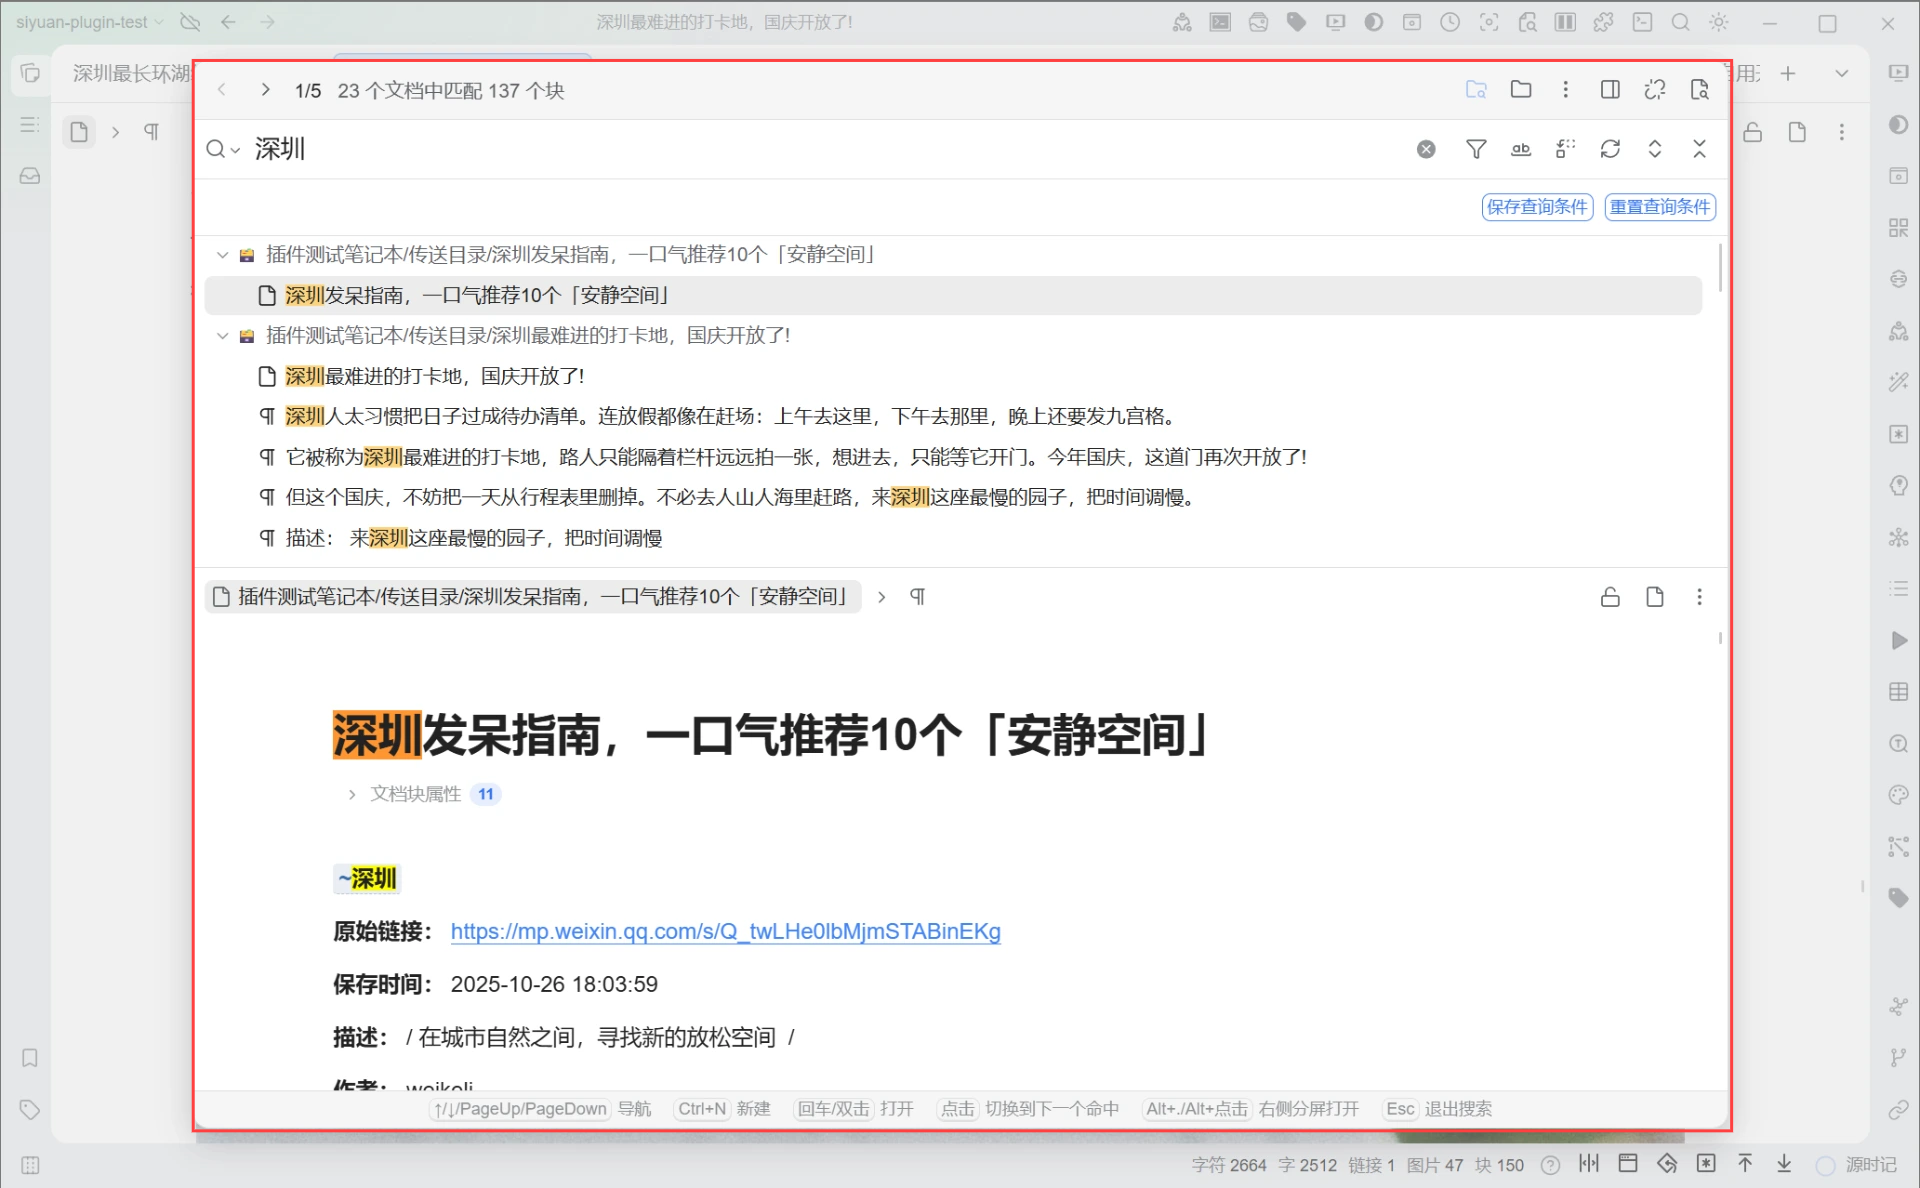 siyuan-plugin-test
深圳最难进的打卡地，国庆开放了!
深圳最长环湖
用
1/5 23 个文档中匹配 137 个块
深圳
保存查询条件 重置查询条件
插件测试笔记本/传送目录/深圳发呆指南，一口气推荐10个「安静空间」
深圳发呆指南，一口气推荐10个「安静空间」
插件测试笔记本/传送目录/深圳最难进的打卡地，国庆开放了!
深圳最难进的打卡地，国庆开放了!
深圳人太习惯把日子过成待办清单。连放假都像在赶场：上午去这里，下午去那里，晚上还要发九宫格。
它被称为深圳最难进的打卡地，路人只能隔着栏杆远远拍一张，想进去，只能等它开门。今年国庆，这道门再次开放了!
但这个国庆，不妨把一天从行程表里删掉。不必去人山人海里赶路，来深圳这座最慢的园子，把时间调慢。
描述： 来深圳这座最慢的园子，把时间调慢
插件测试笔记本/传送目录/深圳发呆指南，一口气推荐10个「安静空间」
深圳发呆指南，一口气推荐10个「安静空间」
文档块属性 11
~深圳
原始链接： https://mp.weixin.qq.com/s/Q_twLHe0lbMjmSTABinEKg
保存时间： 2025-10-26 18:03:59
描述： / 在城市自然之间，寻找新的放松空间 /
作者： weikeli
↑/↓/PageUp/PageDown 导航 Ctrl+N 新建 回车/双击 打开 点击 切换到下一个命中 Alt+./Alt+点击 右侧分屏打开 Esc 退出搜索
字符 2664 字 2512 链接 1 图片 47 块 150 源时记